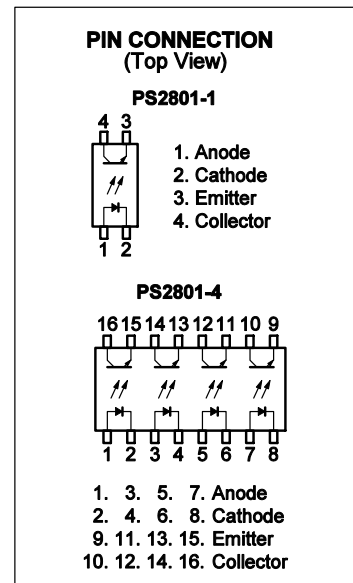 PIN CONNECTION
(Top View)
PS2801-1
4 3
1. Anode
2. Cathode
3. Emitter
4. Collector
1 2
PS2801-4
16 15 14 13 12 11 10 9
1 2 3 4 5 6 7 8
1. 3. 5. 7. Anode
2. 4. 6. 8. Cathode
9. 11. 13. 15. Emitter
10. 12. 14. 16. Collector